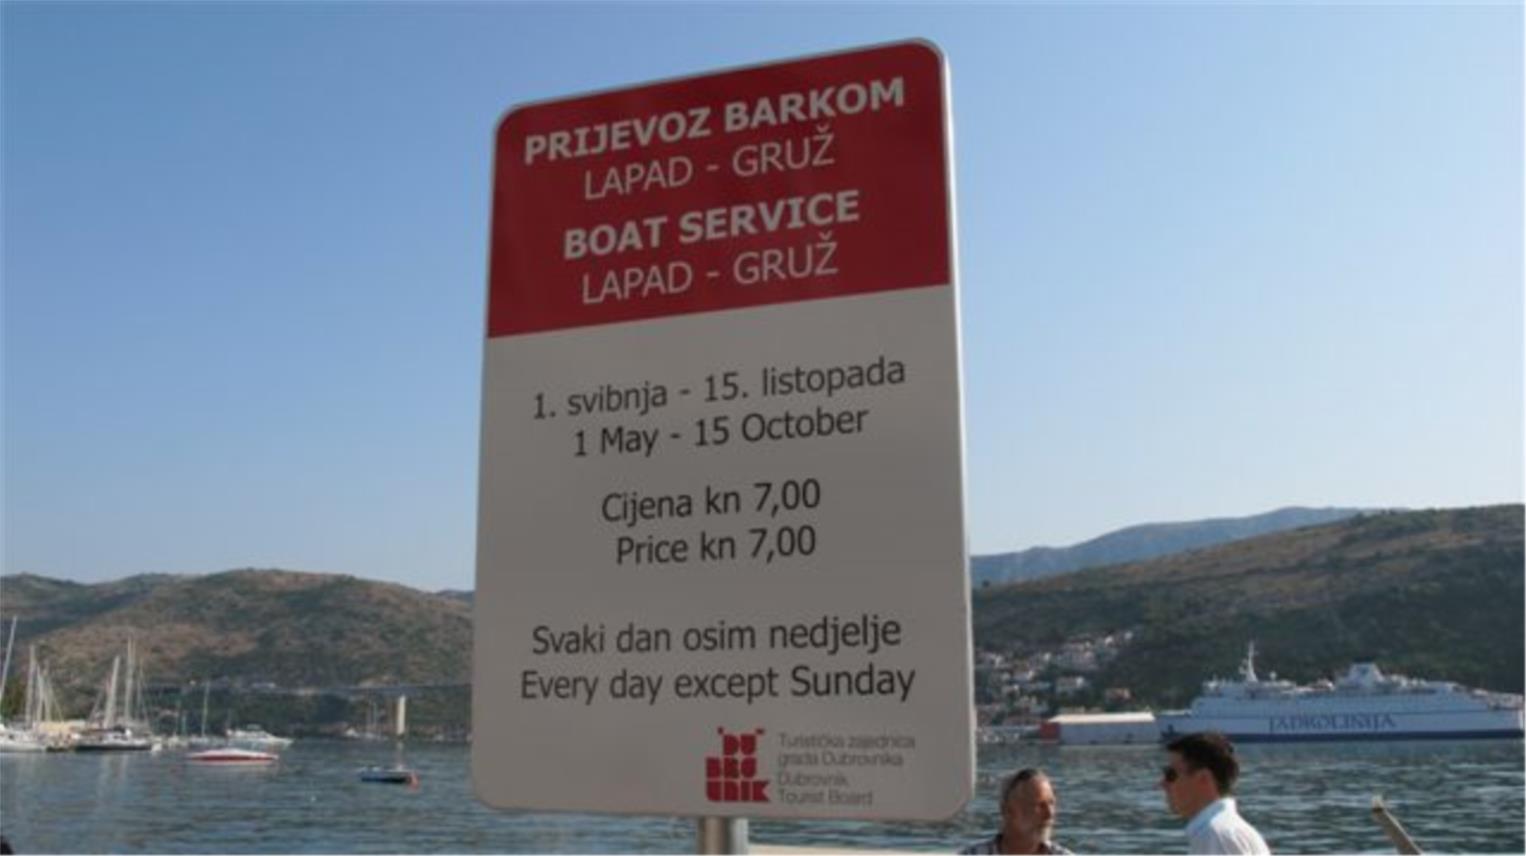 PRIJEVOZ BARKOM
LAPAD - GRUŽ
BOAT SERVICE
LAPAD - GRUŽ
1. svibnja - 15. listopada
1 May - 15 October
Cijena kn 7,00
Price kn 7,00
Svaki dan osim nedjelje
Every day except Sunday
DU
BRO
VNIK
Turistička zajednica
grada Dubrovnika
Dubrovnik
Tourist Board
JADROLINIJA